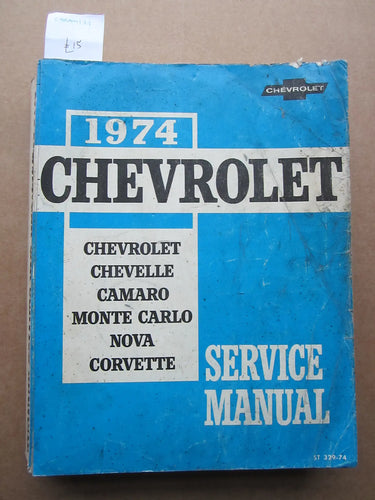 £15
CHEVROLET
1974
CHEVROLET
CHEVROLET
CHEVELLE
CAMARO
MONTE CARLO
NOVA
CORVETTE
SERVICE
MANUAL
ST 329-74